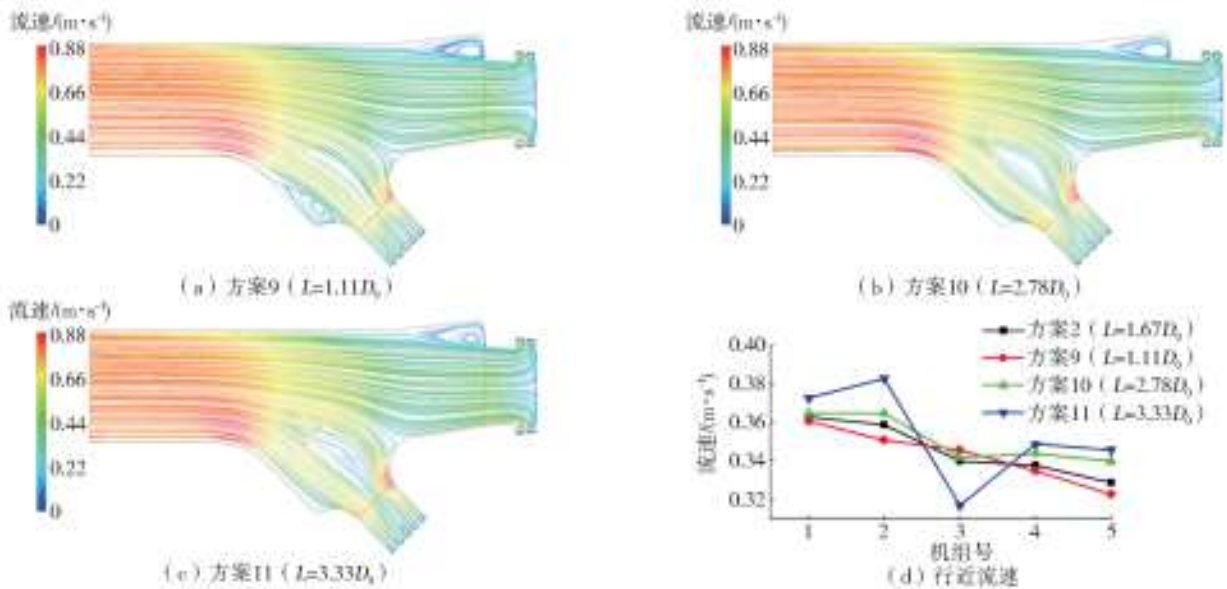 流速/(m·s⁻¹)
0.88
0.66
0.44
0.22
0
(a)方案9(L=1.11D₀)
流速/(m·s⁻¹)
0.88
0.66
0.44
0.22
0
(b)方案10(L=2.78D₀)
流速/(m·s⁻¹)
0.88
0.66
0.44
0.22
0
(c)方案11(L=3.33D₀)
方案2(L=1.67D₀)
方案9(L=1.11D₀)
方案10(L=2.78D₀)
方案11(L=3.33D₀)
流速/(m·s⁻¹)
0.40
0.38
0.36
0.34
0.32
1 2 3 4 5
机组号
(d)行近流速